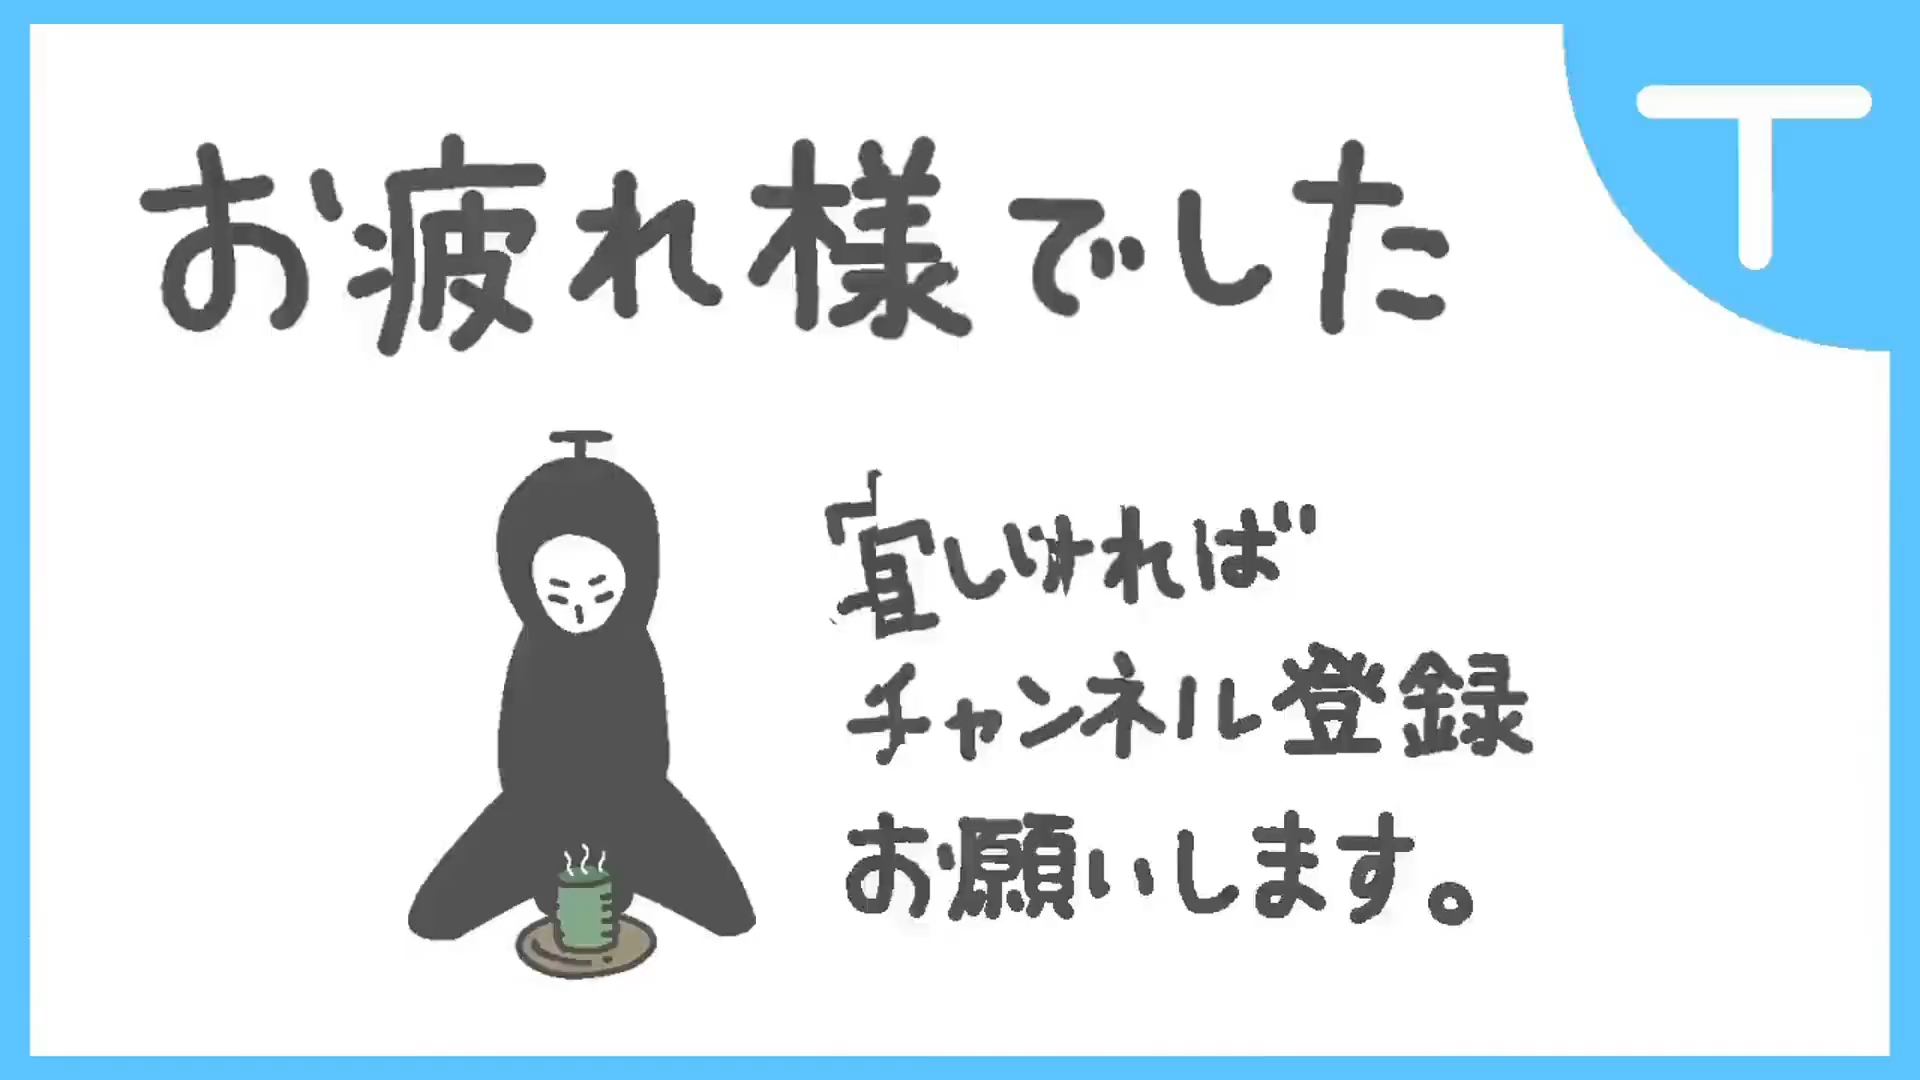 T
お疲れ様でした
宜しければ
チャンネル登録
お願いします。